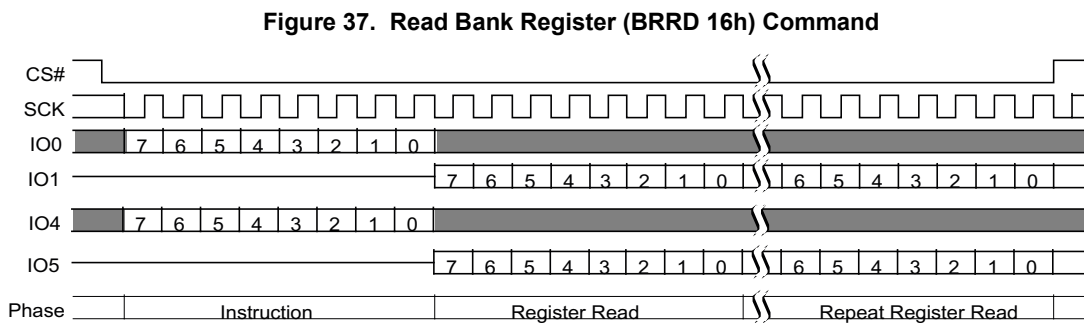 Figure 37. Read Bank Register (BRRD 16h) Command
CS#
SCK
IO0 7 6 5 4 3 2 1 0
IO1 7 6 5 4 3 2 1 0 6 5 4 3 2 1 0
IO4 7 6 5 4 3 2 1 0
IO5 7 6 5 4 3 2 1 0 6 5 4 3 2 1 0
Phase Instruction Register Read Repeat Register Read